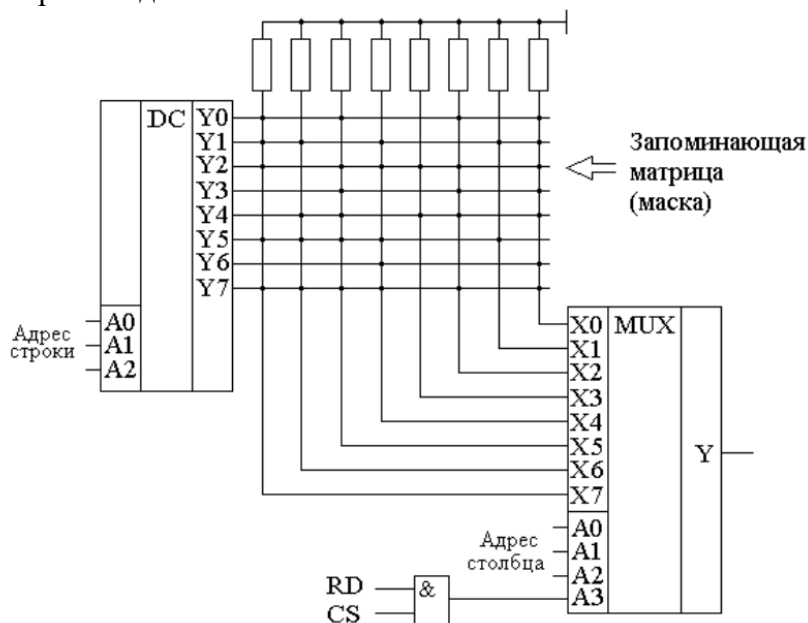 DC
Y0
Y1
Y2
Y3
Y4
Y5
Y6
Y7
Запоминающая
матрица
(маска)
Адрес
строки
A0
A1
A2
X0
X1
X2
X3
X4
X5
X6
X7
MUX
Y
Адрес
столбца
A0
A1
A2
A3
RD
CS
&